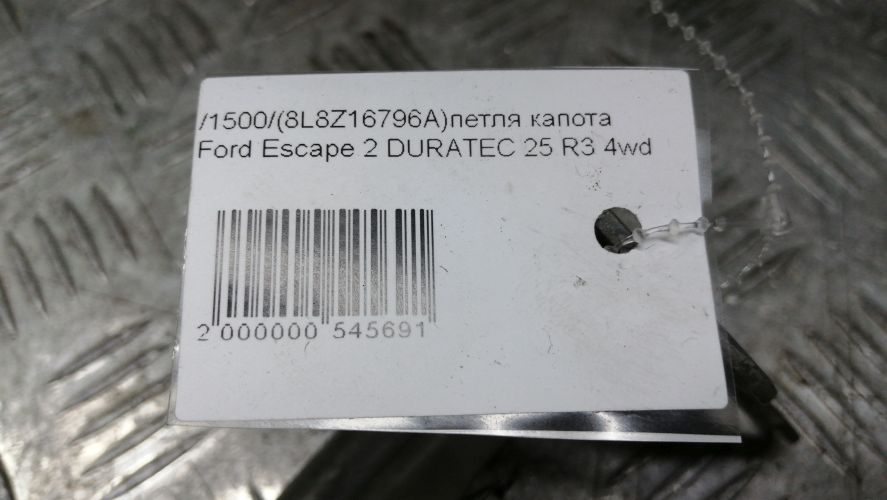 /1500/(8L8Z16796A)петля капота
Ford Escape 2 DURATEC 25 R3 4wd
2 000000 545691